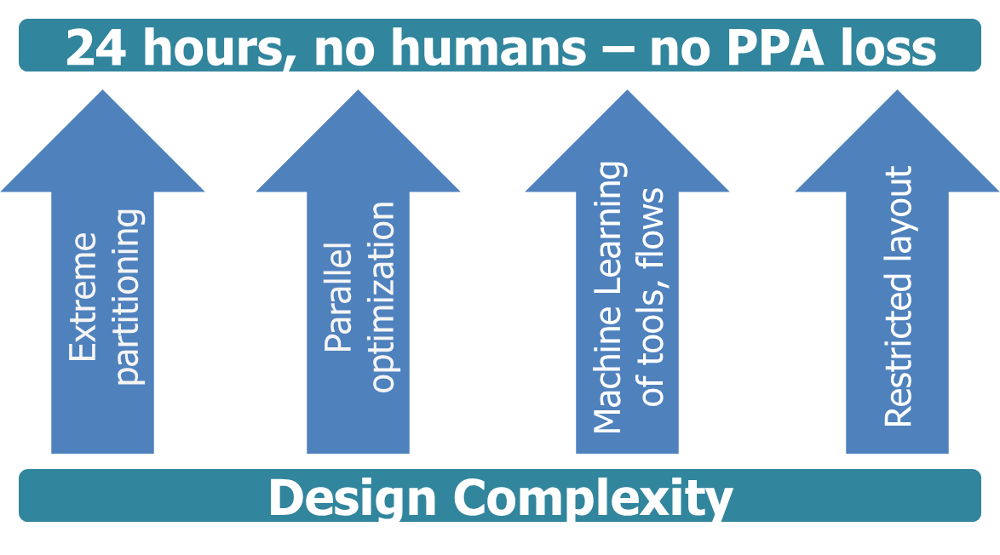 24 hours, no humans – no PPA loss
Extreme
partitioning
Parallel
optimization
Machine Learning
of tools, flows
Restricted layout
Design Complexity